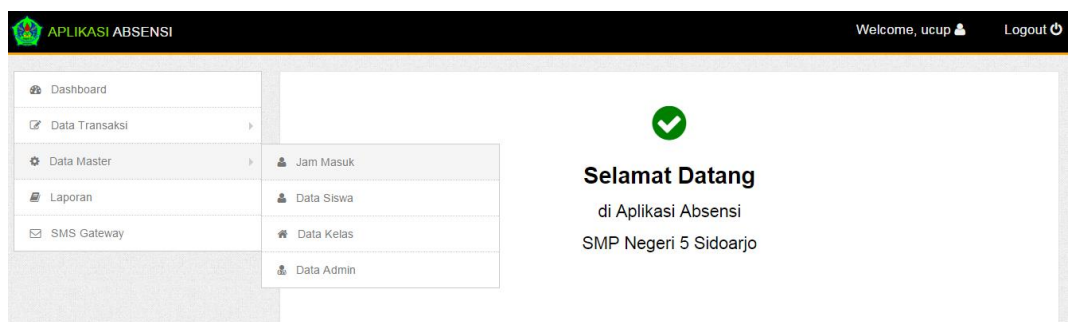 APLIKASI ABSENSI
Welcome, ucup
Logout
Dashboard
Data Transaksi
Data Master
Laporan
SMS Gateway
Jam Masuk
Data Siswa
Data Kelas
Data Admin
Selamat Datang
di Aplikasi Absensi
SMP Negeri 5 Sidoarjo